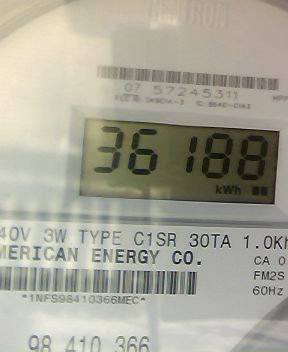 07 57245311
36188
kWh
40V 3W TYPE C1SR 30TA 1.0Kh
MERICAN ENERGY CO.
CA 0
FM2S
60Hz
*1NFS98410366MEC*
98 410 366